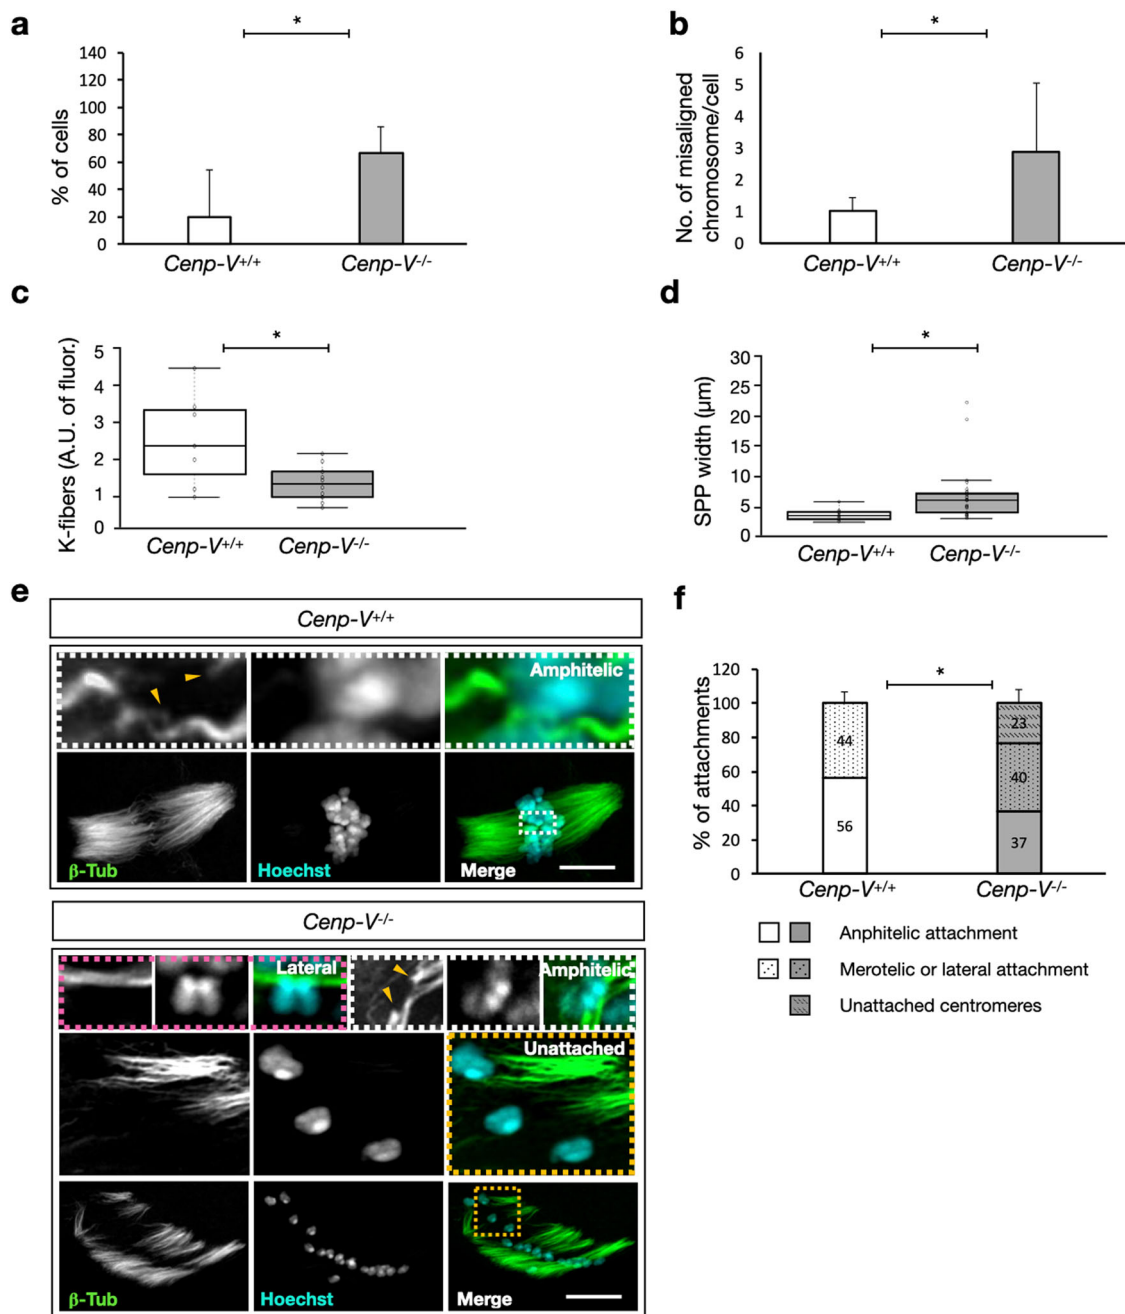 a
*
140
120
100
80
60
40
20
0
% of cells
Cenp-V+/+
Cenp-V-/-
b
*
6
5
4
3
2
1
0
No. of misaligned
chromosome/cell
Cenp-V+/+
Cenp-V-/-
c
*
5
4
3
2
1
0
K-fibers (A.U. of fluor.)
Cenp-V+/+
Cenp-V-/-
d
*
30
25
20
15
10
5
0
SPP width (µm)
Cenp-V+/+
Cenp-V-/-
e
Cenp-V+/+
Amphitelic
β-Tub
Hoechst
Merge
Cenp-V-/-
Lateral
Amphitelic
Unattached
β-Tub
Hoechst
Merge
f
*
120
100
80
60
40
20
0
% of attachments
44
56
23
40
37
Cenp-V+/+
Cenp-V-/-
Anphitelic attachment
Merotelic or lateral attachment
Unattached centromeres